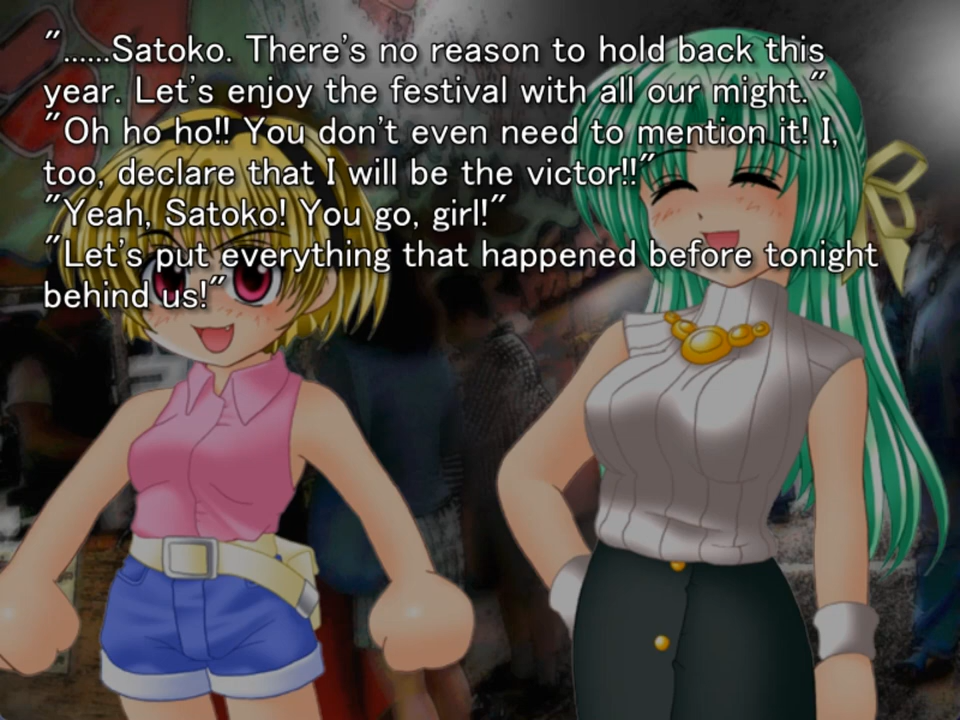 "......Satoko. There's no reason to hold back this
year. Let's enjoy the festival with all our might."
"Oh ho ho!! You don't even need to mention it! I,
too, declare that I will be the victor!!"
"Yeah, Satoko! You go, girl!"
"Let's put everything that happened before tonight
behind us!"